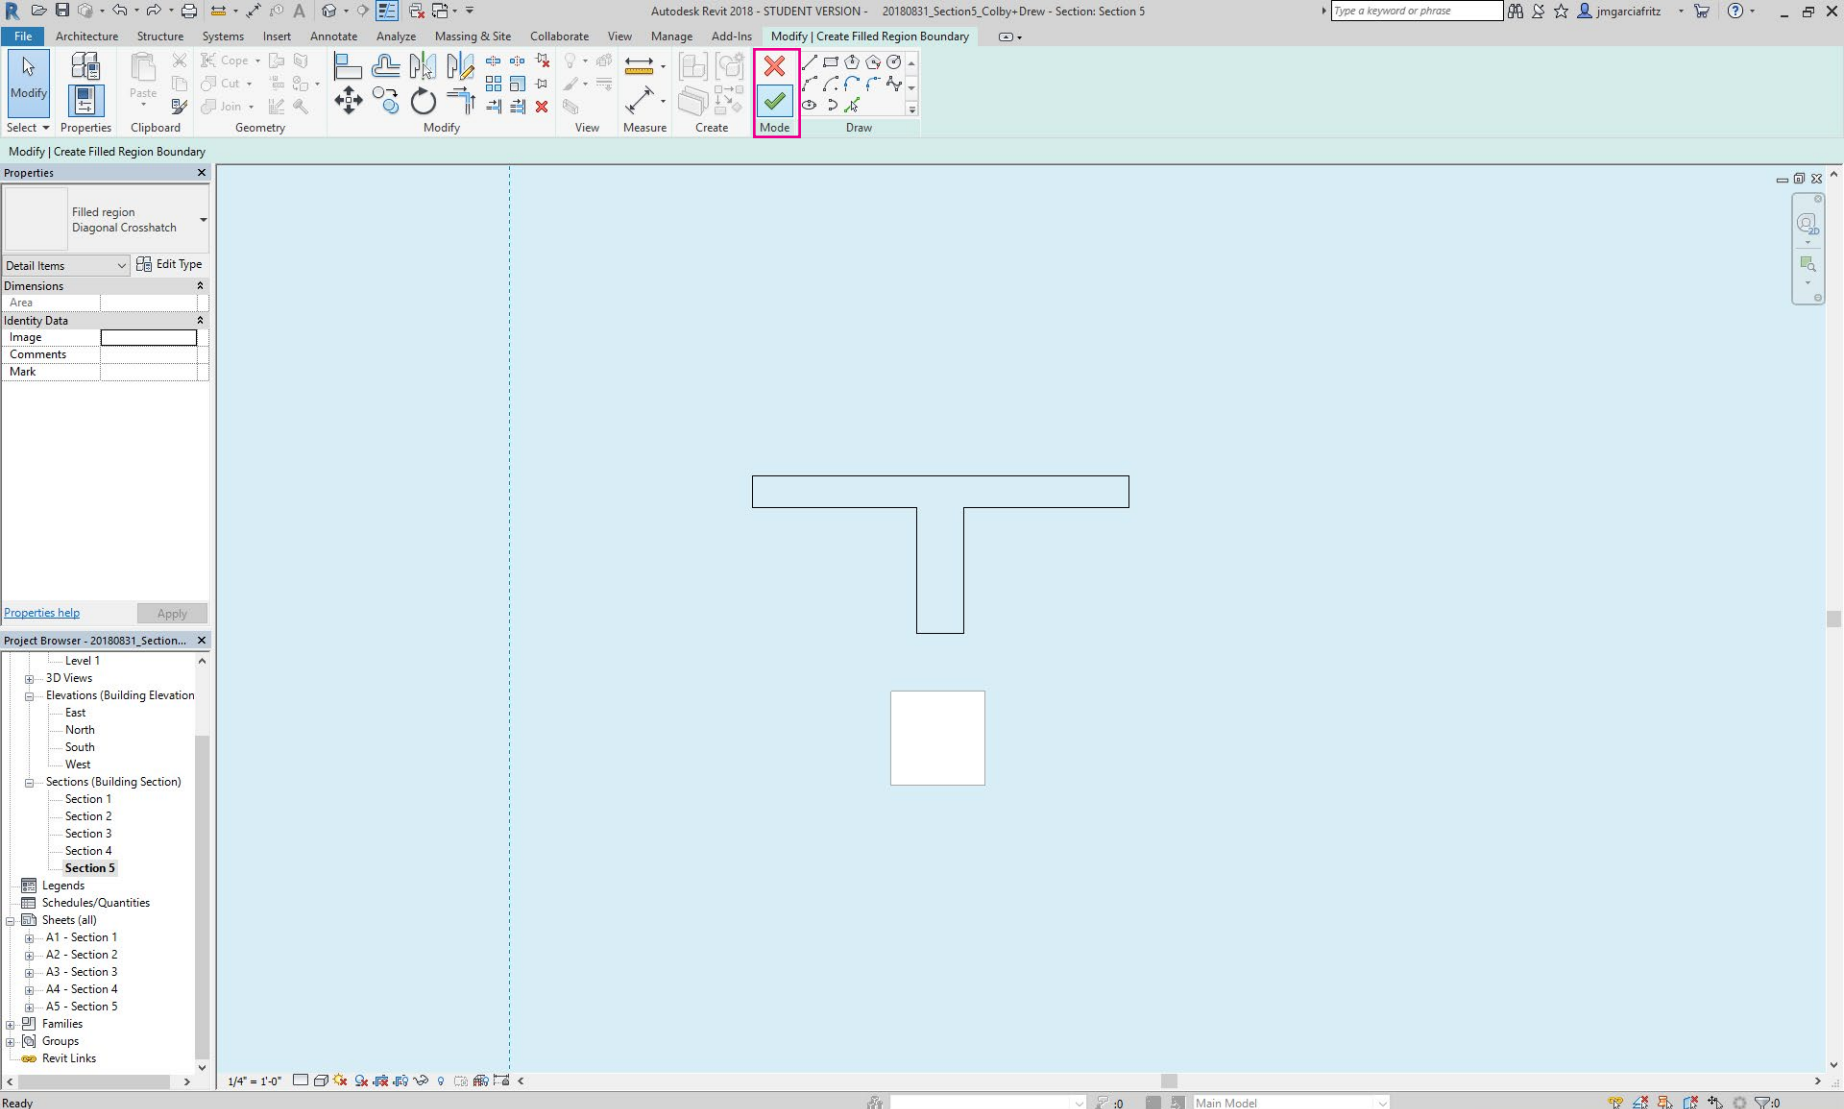 Autodesk Revit 2018 - STUDENT VERSION - 20180831_Section5_Colby+Drew - Section: Section 5
Type a keyword or phrase
jmgarciafritz
File Architecture Structure Systems Insert Annotate Analyze Massing & Site Collaborate View Manage Add-Ins Modify | Create Filled Region Boundary
Modify
Paste
Cope
Cut
Join
Select Properties Clipboard Geometry Modify View Measure Create Mode Draw
Modify | Create Filled Region Boundary
Properties
Filled region
Diagonal Crosshatch
Detail Items Edit Type
Dimensions
Area
Identity Data
Image
Comments
Mark
Properties help Apply
Project Browser - 20180831_Section...
Level 1
3D Views
Elevations (Building Elevation
East
North
South
West
Sections (Building Section)
Section 1
Section 2
Section 3
Section 4
Section 5
Legends
Schedules/Quantities
Sheets (all)
A1 - Section 1
A2 - Section 2
A3 - Section 3
A4 - Section 4
A5 - Section 5
Families
Groups
Revit Links
2D
1/4" = 1'-0"
Ready
:0
Main Model
:0